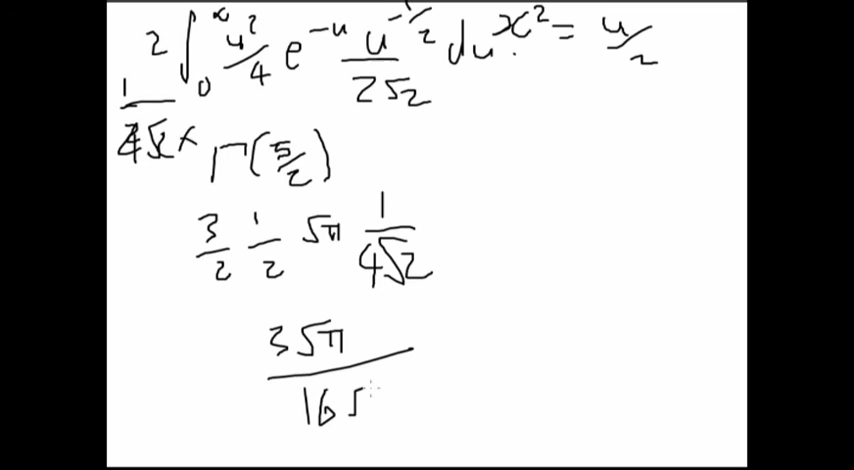 2 ∫₀^∞ u²/4 e^{-u} u^{-1/2}/(2√2) du x² = u/2
1/(4√2) × Γ(5/2)
3/2 1/2 √π 1/(4√2)
3√π
16√